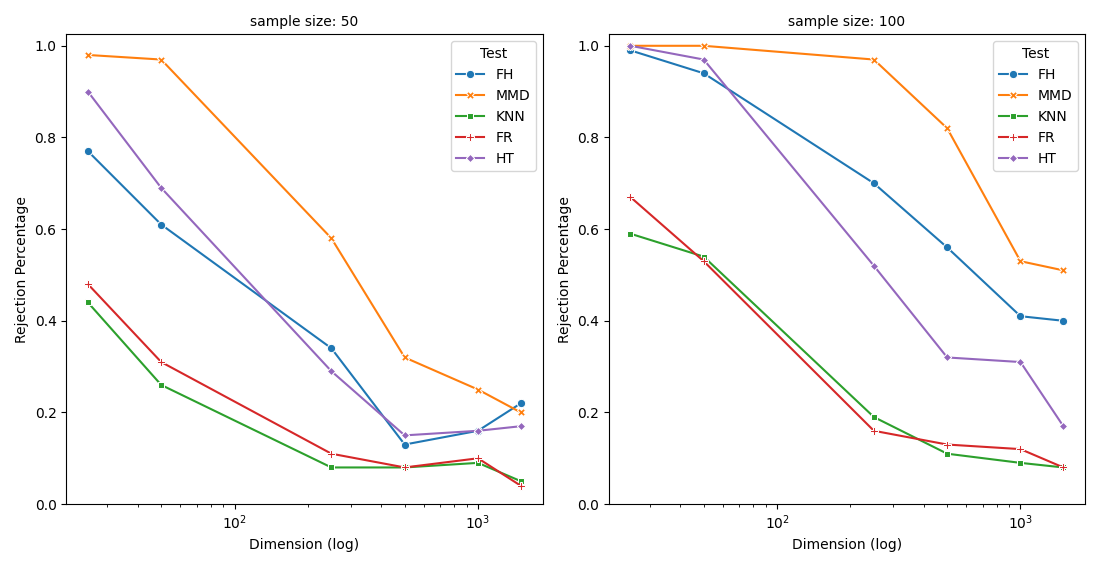 sample size: 50
Rejection Percentage
1.0
0.8
0.6
0.4
0.2
0.0
Test
FH
MMD
KNN
FR
HT
10²
10³
Dimension (log)
sample size: 100
Rejection Percentage
1.0
0.8
0.6
0.4
0.2
0.0
Test
FH
MMD
KNN
FR
HT
10²
10³
Dimension (log)